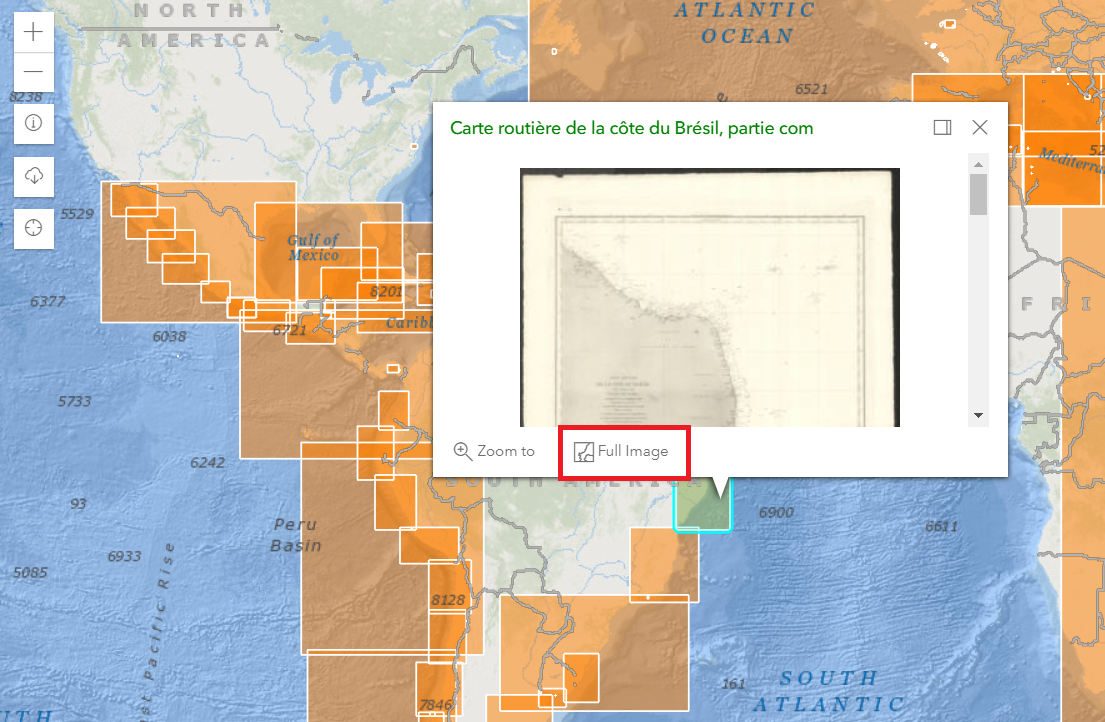 NORTH
AMERICA
ATLANTIC
OCEAN
8238
6521
Carte routière de la côte du Brésil, partie com
Mediterra
5529
Gulf of
Mexico
6377
8201
6721
Caribb
6038
FRI
5733
6242
Zoom to
Full Image
SOUTH AMERICA
93
6900
6611
Peru
Basin
6933
5085
8128
st Pacific Rise
161
SOUTH
ATLANTIC
7846
UTH